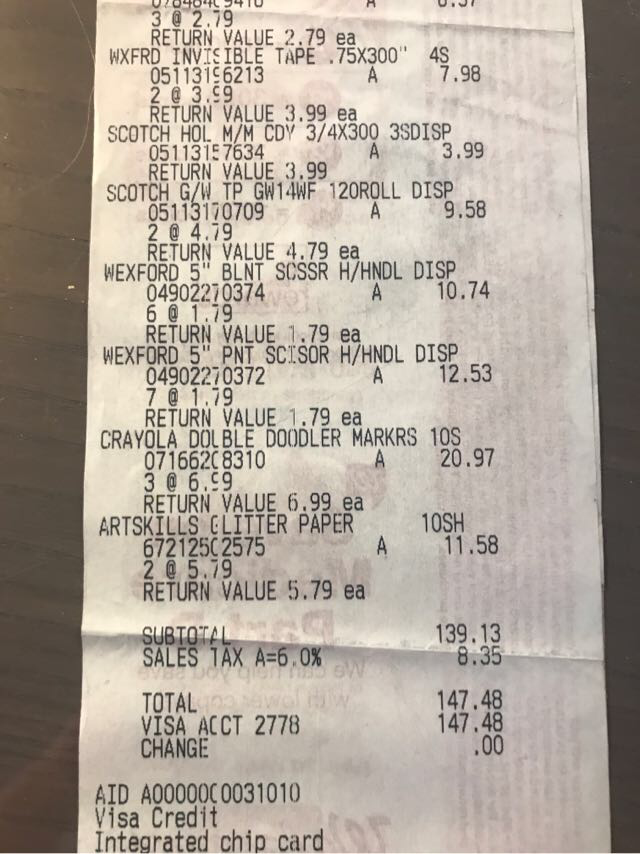 3 @ 2.79
RETURN VALUE 2.79 ea
WXFRD INVISIBLE TAPE .75X300" 4S
05113196213 A 7.98
2 @ 3.99
RETURN VALUE 3.99 ea
SCOTCH HOL M/M CDY 3/4X300 3SDISP
05113157634 A 3.99
RETURN VALUE 3.99
SCOTCH G/W TP GW14WF 120ROLL DISP
05113170709 A 9.58
2 @ 4.79
RETURN VALUE 4.79 ea
WEXFORD 5" BLNT SCSSR H/HNDL DISP
04902270374 A 10.74
6 @ 1.79
RETURN VALUE 1.79 ea
WEXFORD 5" PNT SCISOR H/HNDL DISP
04902270372 A 12.53
7 @ 1.79
RETURN VALUE 1.79 ea
CRAYOLA DOUBLE DOODLER MARKRS 10S
07166208310 A 20.97
3 @ 6.99
RETURN VALUE 6.99 ea
ARTSKILLS GLITTER PAPER 10SH
67212502575 A 11.58
2 @ 5.79
RETURN VALUE 5.79 ea
SUBTOTAL 139.13
SALES TAX A=6.0% 8.35
TOTAL 147.48
VISA ACCT 2778 147.48
CHANGE .00
AID A0000000031010
Visa Credit
Integrated chip card